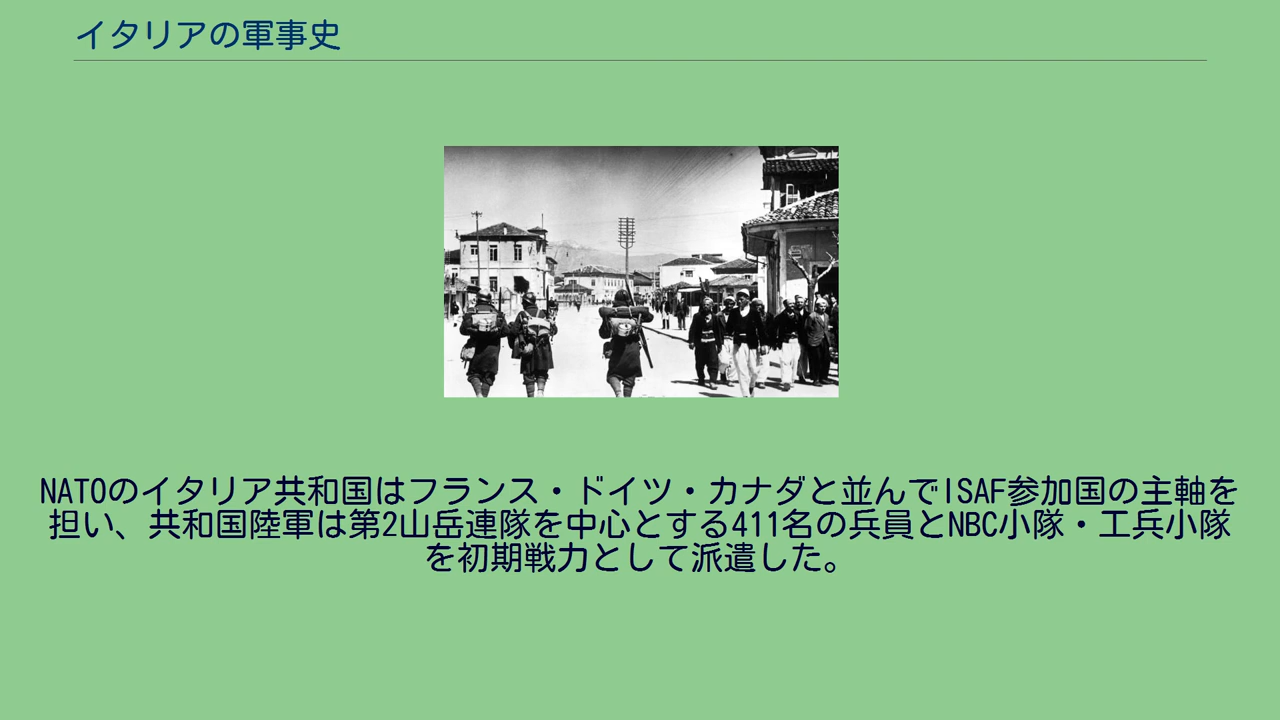 イタリアの軍事史
NATOのイタリア共和国はフランス・ドイツ・カナダと並んでISAF参加国の主軸を
担い、共和国陸軍は第2山岳連隊を中心とする411名の兵員とNBC小隊・工兵小隊
を初期戦力として派遣した。